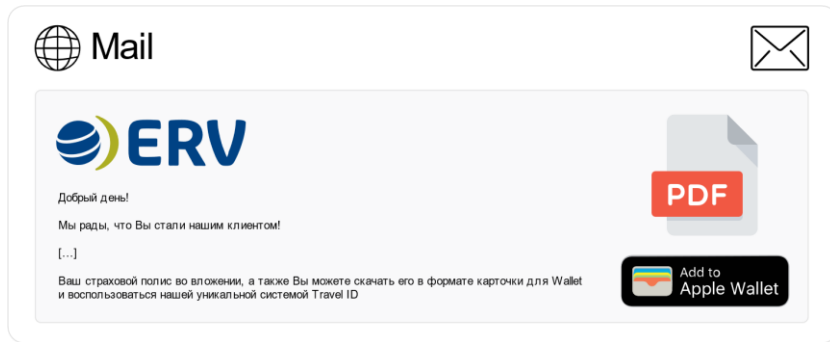 Mail
ERV
Добрый день!
Мы рады, что Вы стали нашим клиентом!
[...]
Ваш страховой полис во вложении, а также Вы можете скачать его в формате карточки для Wallet
и воспользоваться нашей уникальной системой Travel ID
PDF
Add to
Apple Wallet